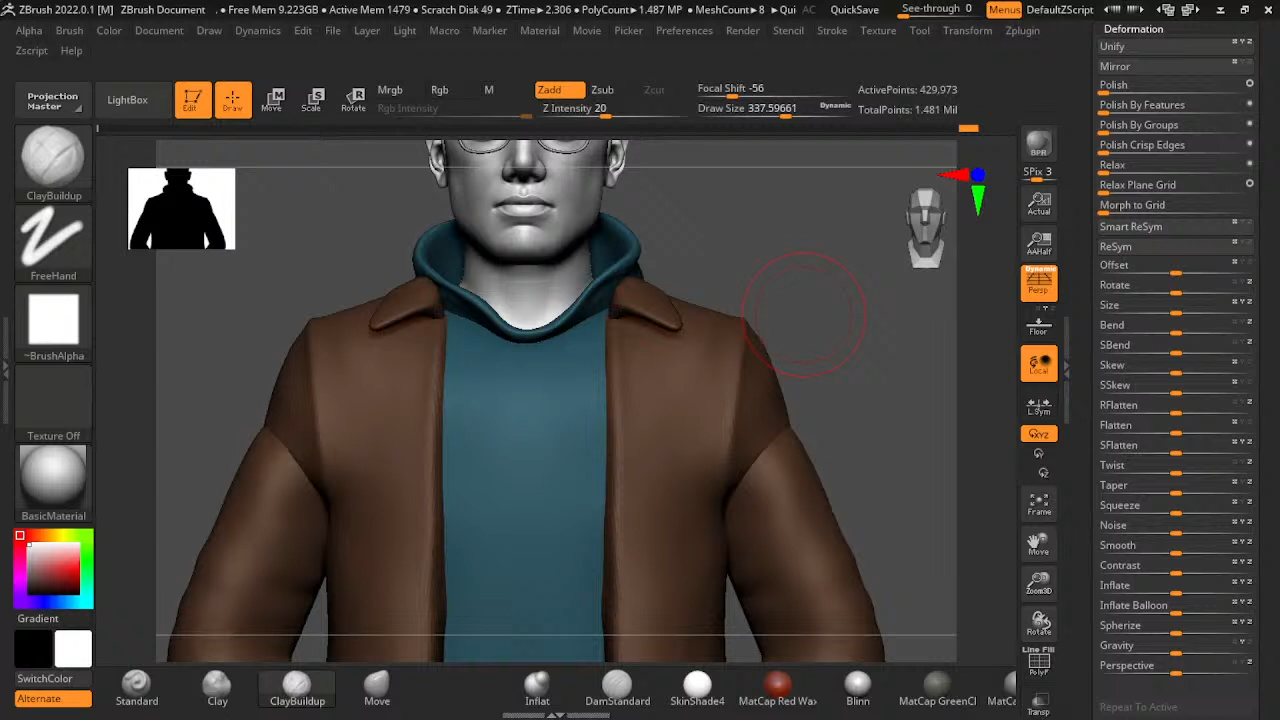 ZBrush 2022.0.1 [M] ZBrush Document . • Free Mem 9.223GB • Active Mem 1479 • Scratch Disk 49 • ZTime▸2.306 • PolyCount▸1.487 MP • MeshCount▸8 ▸Qui AC QuickSave See-through 0 Menus DefaultZScript
Alpha Brush Color Document Draw Dynamics Edit File Layer Light Macro Marker Material Movie Picker Preferences Render Stencil Stroke Texture Tool Transform Zplugin
Zscript Help
Projection Master
LightBox
Edit
Draw
Move
Scale
Rotate
Mrgb Rgb M
Rgb Intensity
Zadd Zsub Zcut
Z Intensity 20
Focal Shift -56
Draw Size 337.59661 Dynamic
ActivePoints: 429,973
TotalPoints: 1.481 Mil
ClayBuildup
FreeHand
~BrushAlpha
Texture Off
BasicMaterial
Gradient
SwitchColor
Alternate
BPR
SPix 3
Actual
AAHalf
Dynamic
Persp
Floor
Local
L.Sym
XYZ
Frame
Move
Zoom3D
Rotate
Line Fill
PolyF
Transp
Deformation
Unify
Mirror
Polish
Polish By Features
Polish By Groups
Polish Crisp Edges
Relax
Relax Plane Grid
Morph to Grid
Smart ReSym
ReSym
Offset
Rotate
Size
Bend
SBend
Skew
SSkew
RFlatten
Flatten
SFlatten
Twist
Taper
Squeeze
Noise
Smooth
Contrast
Inflate
Inflate Balloon
Spherize
Gravity
Perspective
Repeat To Active
Standard Clay ClayBuildup Move Inflat DamStandard SkinShade4 MatCap Red Wax Blinn MatCap GreenCl MatCa